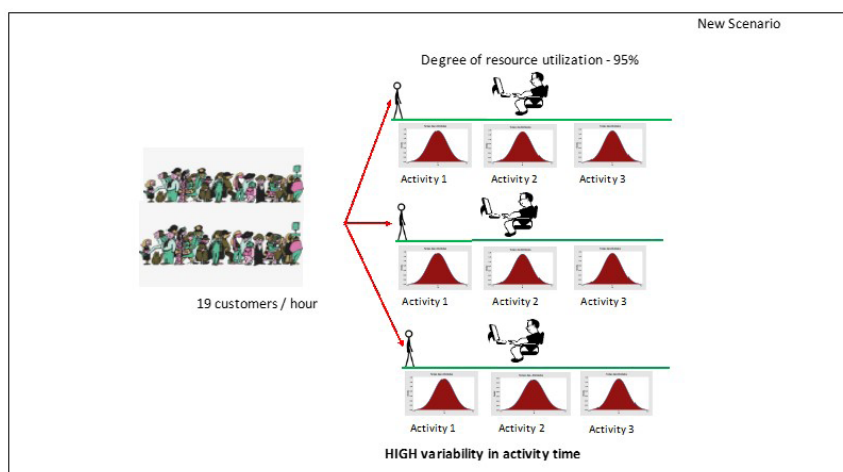 New Scenario
Degree of resource utilization - 95%
Activity 1 Activity 2 Activity 3
Activity 1 Activity 2 Activity 3
19 customers / hour
Activity 1 Activity 2 Activity 3
HIGH variability in activity time